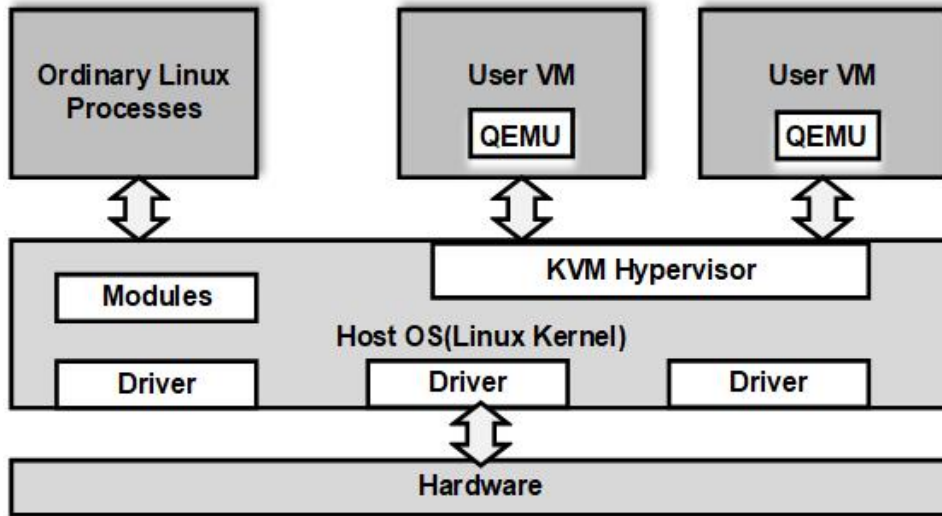 Ordinary Linux
Processes
User VM
QEMU
User VM
QEMU
KVM Hypervisor
Modules
Host OS(Linux Kernel)
Driver
Driver
Driver
Hardware